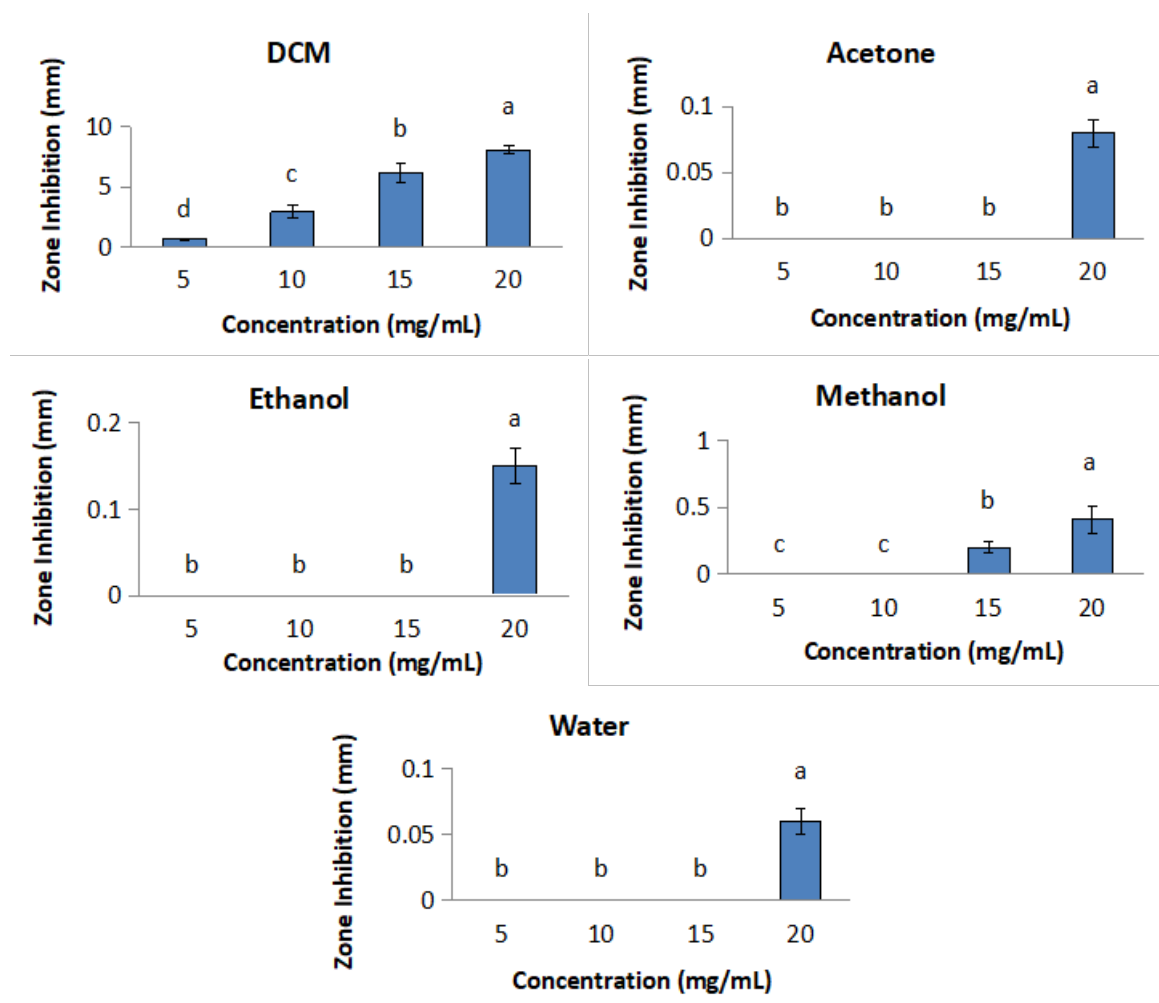 DCM
Zone Inhibition (mm)
10
5
0
d
c
b
a
5 10 15 20
Concentration (mg/mL)
Acetone
Zone Inhibition (mm)
0.1
0.05
0
b
b
b
a
5 10 15 20
Concentration (mg/mL)
Ethanol
Zone Inhibition (mm)
0.2
0.1
0
b
b
b
a
5 10 15 20
Concentration (mg/mL)
Methanol
Zone Inhibition (mm)
1
0.5
0
c
c
b
a
5 10 15 20
Concentration (mg/mL)
Water
Zone Inhibition (mm)
0.1
0.05
0
b
b
b
a
5 10 15 20
Concentration (mg/mL)